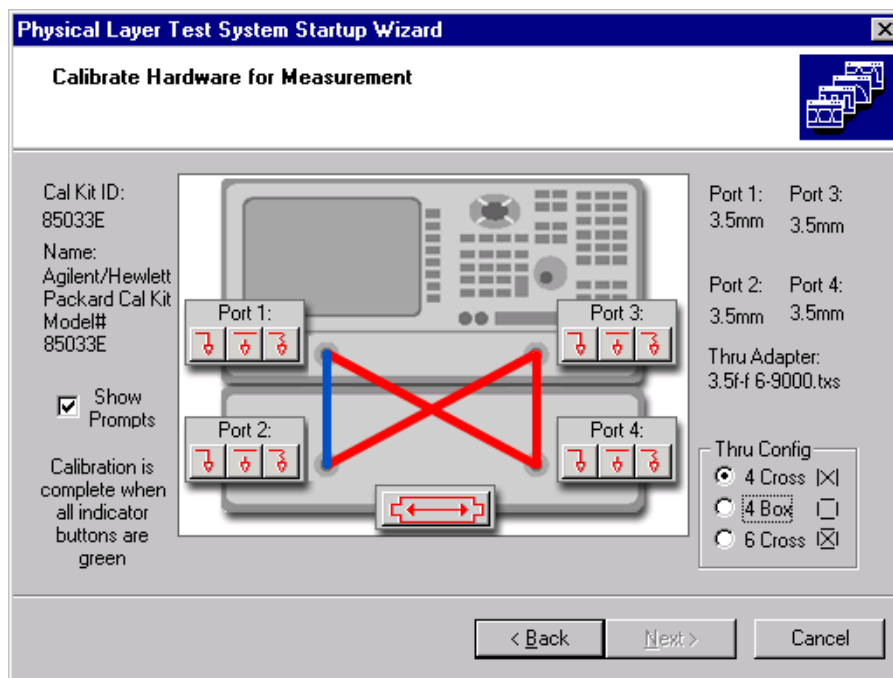 Physical Layer Test System Startup Wizard
Calibrate Hardware for Measurement
Cal Kit ID:
85033E
Name:
Agilent/Hewlett
Packard Cal Kit
Model#
85033E
Show
Prompts
Calibration is
complete when
all indicator
buttons are
green
Port 1:
Port 3:
Port 2:
Port 4:
Port 1: Port 3:
3.5mm 3.5mm
Port 2: Port 4:
3.5mm 3.5mm
Thru Adapter:
3.5f-f 6-9000.txs
Thru Config
4 Cross
4 Box
6 Cross
< Back
Next >
Cancel